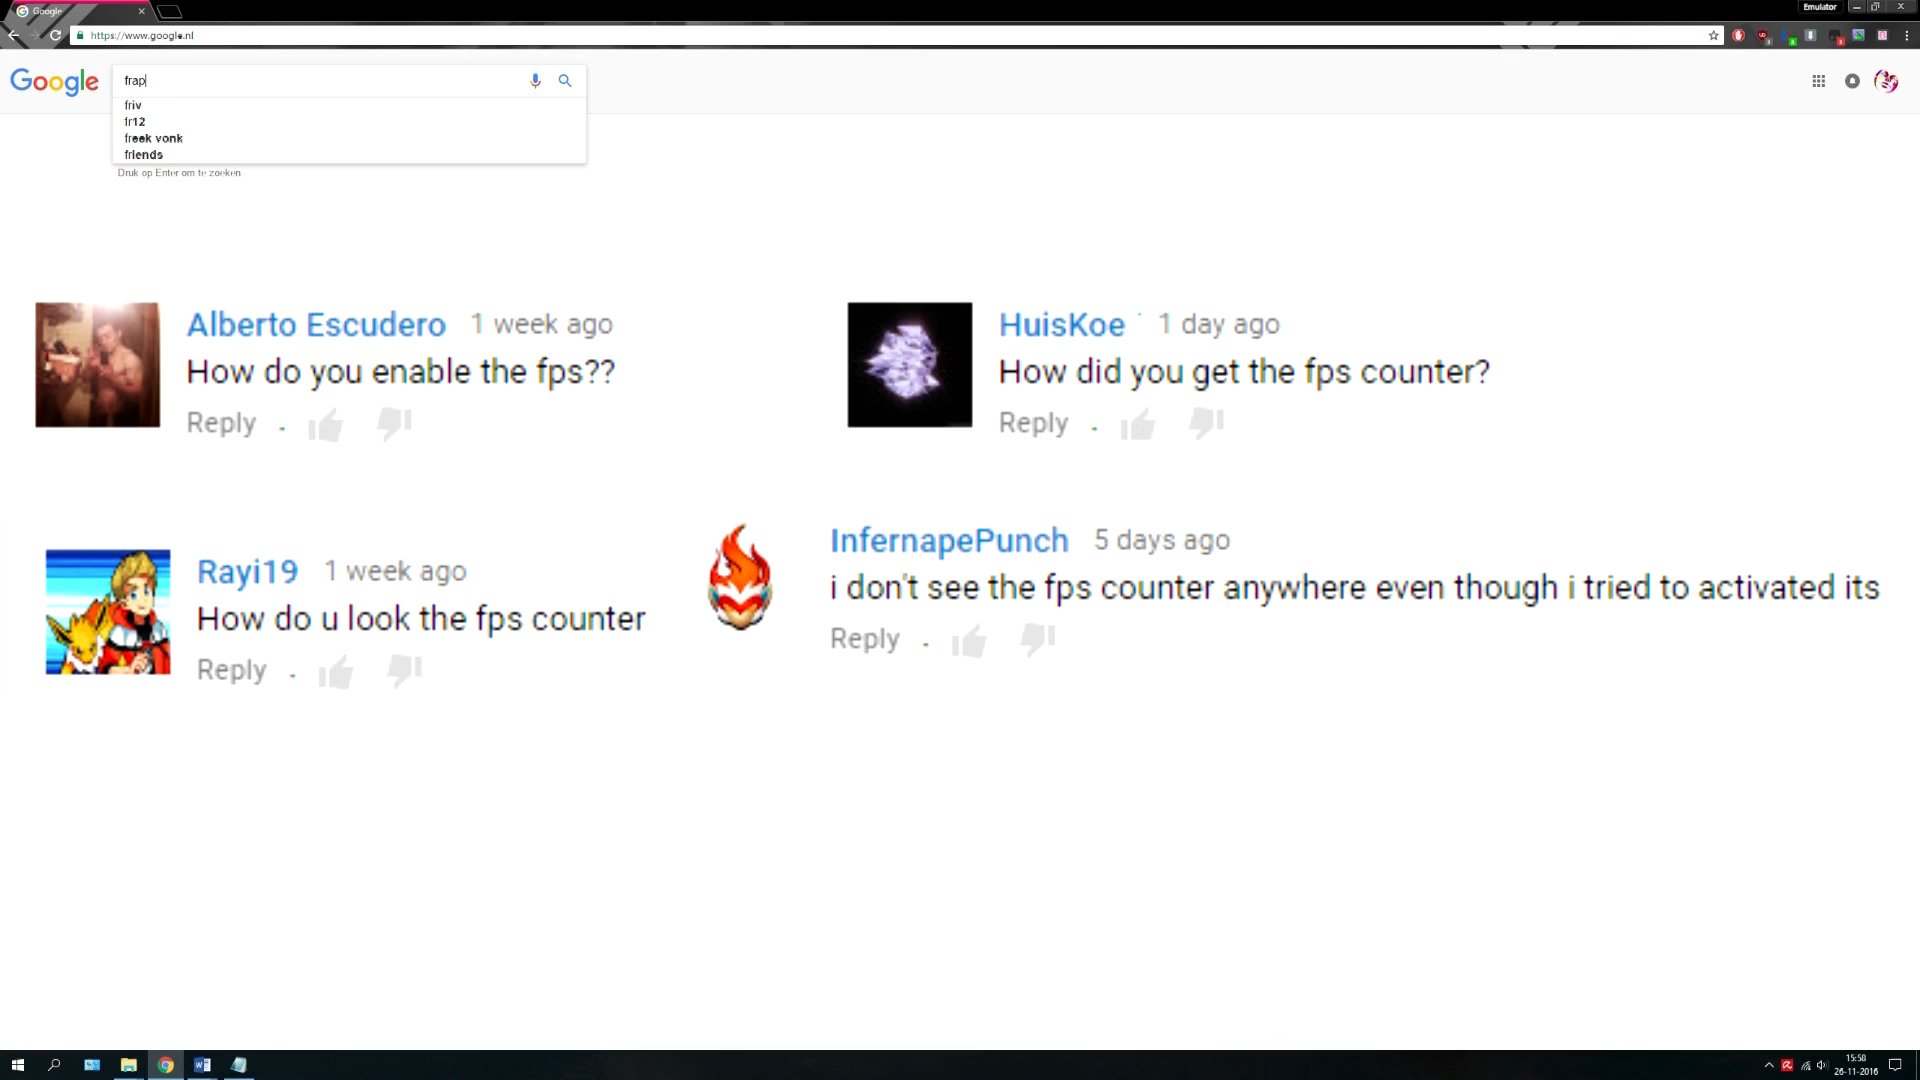 Google
Emulator
https://www.google.nl
Google
frap
friv
fr12
freek vonk
friends
Druk op Enter om te zoeken
Alberto Escudero 1 week ago
How do you enable the fps??
Reply
HuisKoe 1 day ago
How did you get the fps counter?
Reply
Rayi19 1 week ago
How do u look the fps counter
Reply
InfernapePunch 5 days ago
i don't see the fps counter anywhere even though i tried to activated its
Reply
15:58
26-11-2016